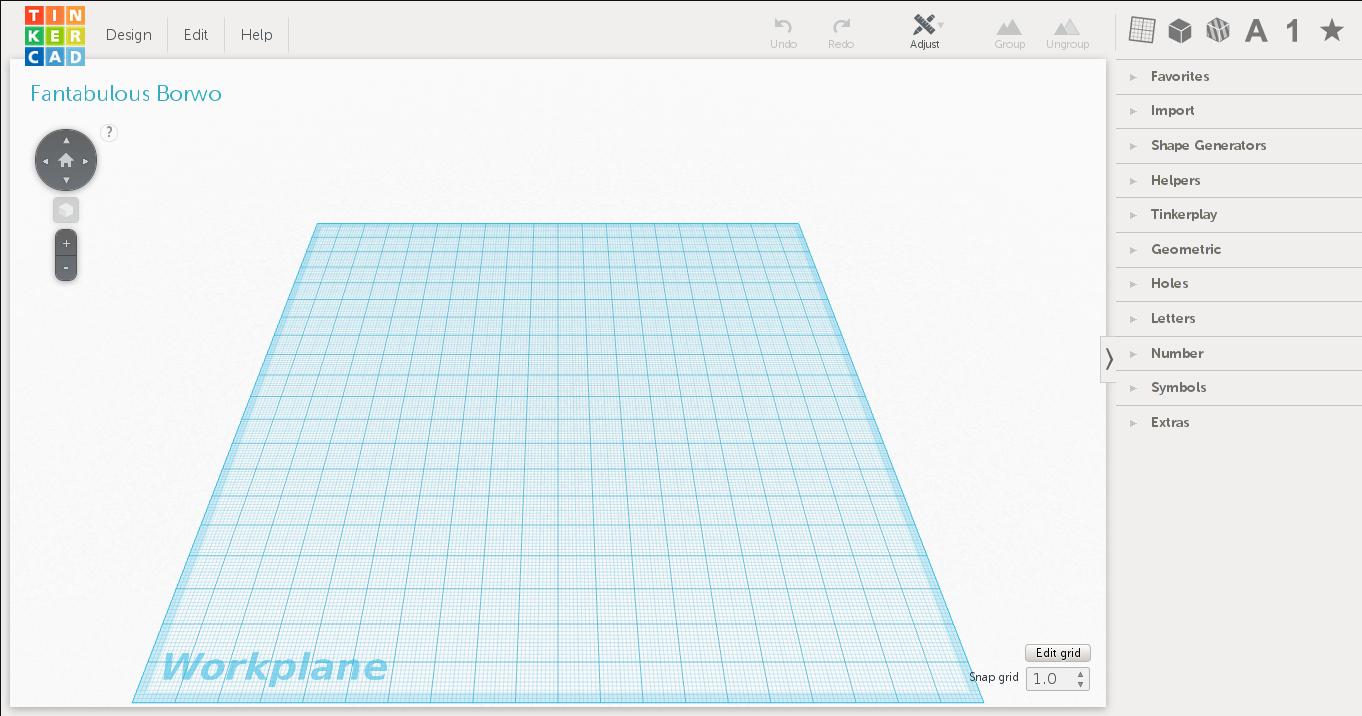 TIN
KER
CAD
Design
Edit
Help
Undo
Redo
Adjust
Group
Ungroup
A
1
Fantabulous Borwo
?
+
-
Favorites
Import
Shape Generators
Helpers
Tinkerplay
Geometric
Holes
Letters
Number
Symbols
Extras
Workplane
Edit grid
Snap grid 1.0